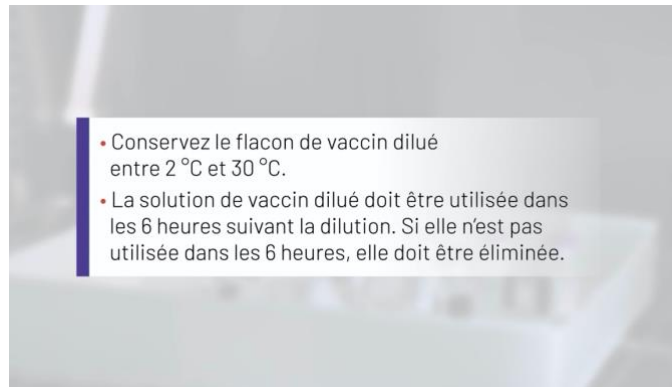 • Conservez le flacon de vaccin dilué
entre 2 °C et 30 °C.
• La solution de vaccin dilué doit être utilisée dans
les 6 heures suivant la dilution. Si elle n'est pas
utilisée dans les 6 heures, elle doit être éliminée.